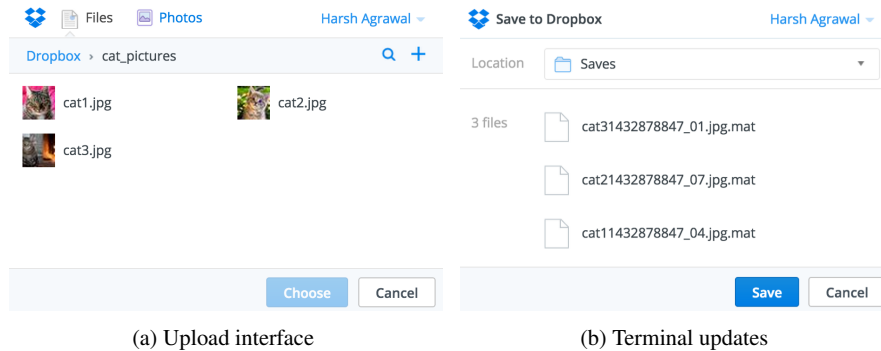 Files Photos Harsh Agrawal
Dropbox › cat_pictures
cat1.jpg cat2.jpg
cat3.jpg
Choose Cancel
(a) Upload interface
Save to Dropbox Harsh Agrawal
Location Saves
3 files cat31432878847_01.jpg.mat
cat21432878847_07.jpg.mat
cat11432878847_04.jpg.mat
Save Cancel
(b) Terminal updates